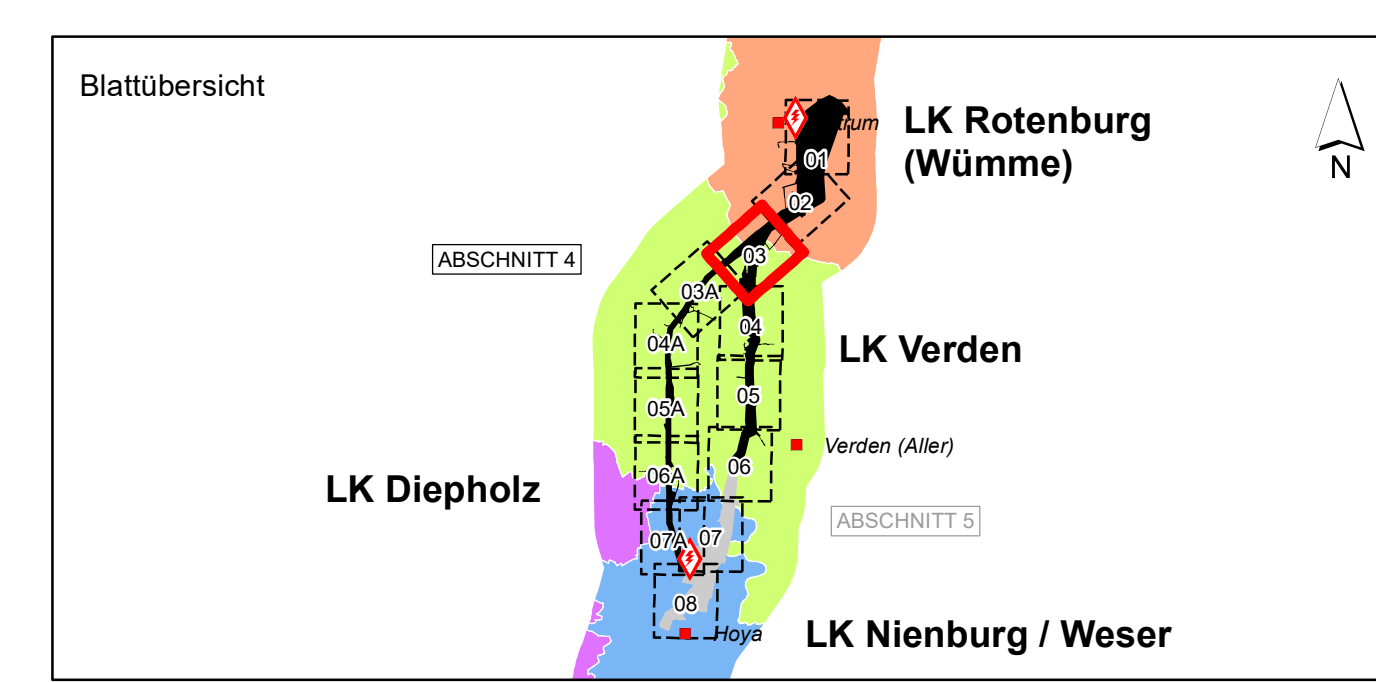 Blattübersicht
LK Rotenburg
(Wümme)
N
01
02
ABSCHNITT 4
03
03A
04
04A
LK Verden
05
05A
Verden (Aller)
06
06A
LK Diepholz
ABSCHNITT 5
07A
07
08
Hoya
LK Nienburg / Weser